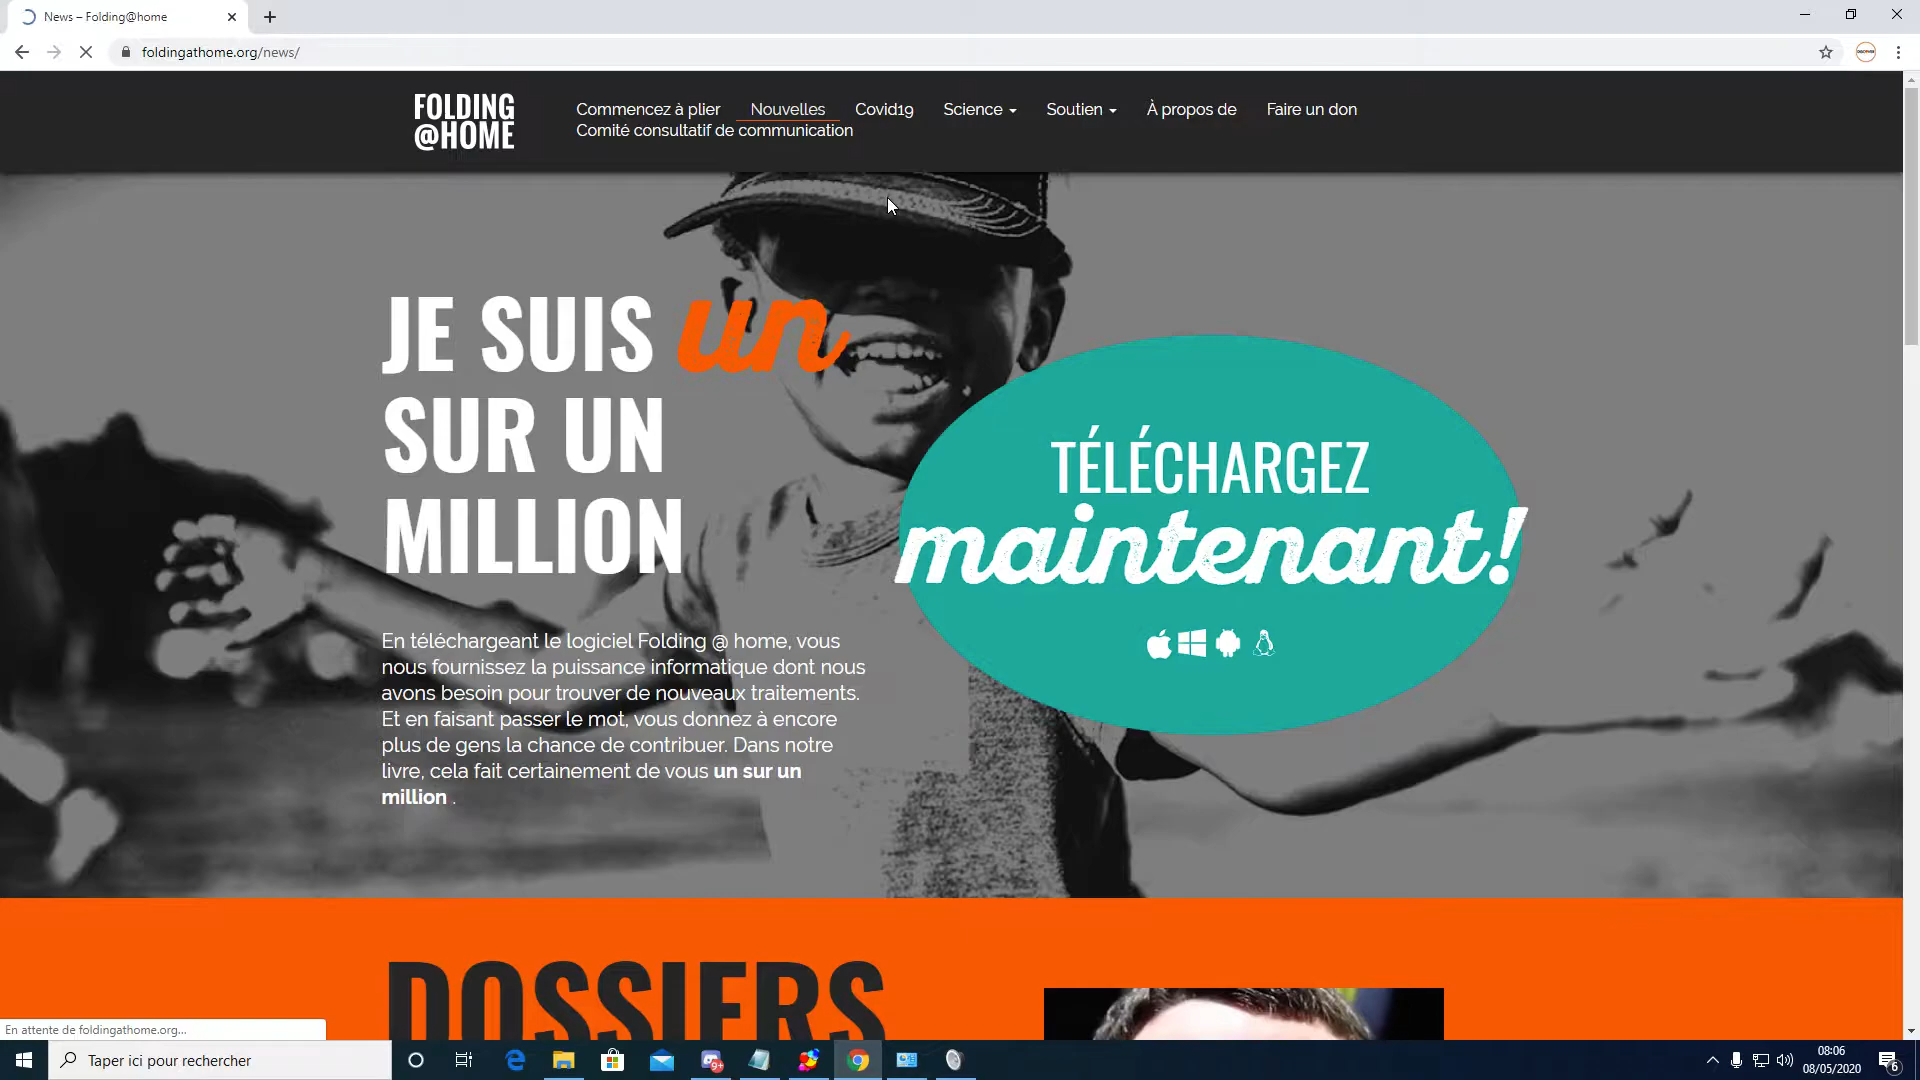 News – Folding@home
foldingathome.org/news/
FOLDING
@HOME
Commencez à plier
Nouvelles
Covid19
Science
Soutien
À propos de
Faire un don
Comité consultatif de communication
JE SUIS un
SUR UN
MILLION
TÉLÉCHARGEZ
maintenant!
En téléchargeant le logiciel Folding @ home, vous
nous fournissez la puissance informatique dont nous
avons besoin pour trouver de nouveaux traitements.
Et en faisant passer le mot, vous donnez à encore
plus de gens la chance de contribuer. Dans notre
livre, cela fait certainement de vous un sur un
million .
DOSSIERS
En attente de foldingathome.org...
Taper ici pour rechercher
9+
08:06
08/05/2020
6